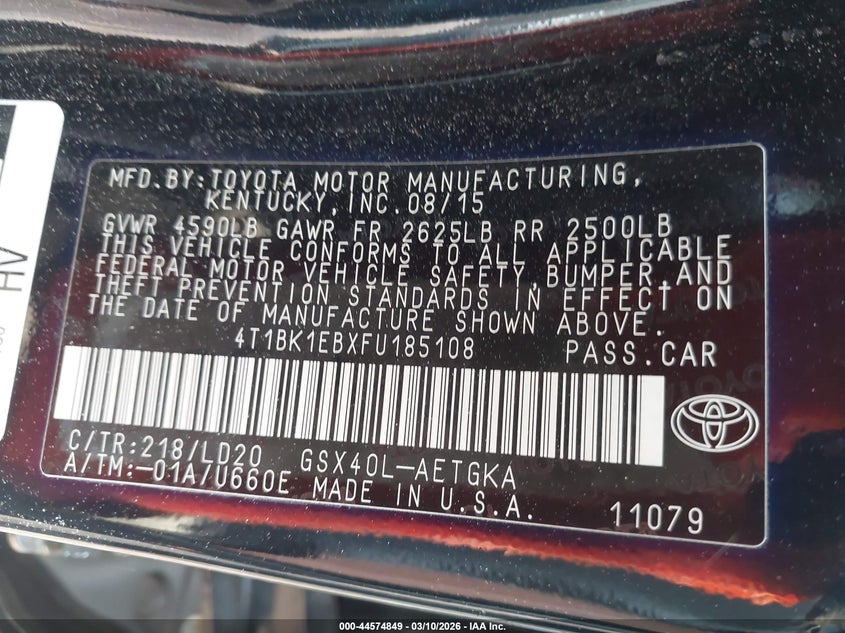 MFD.BY:TOYOTA MOTOR MANUFACTURING,
KENTUCKY,INC.08/15
GVWR 4590LB GAWR FR 2625LB RR 2500LB
THIS VEHICLE CONFORMS TO ALL APPLICABLE
FEDERAL MOTOR VEHICLE SAFETY,BUMPER,AND
THEFT PREVENTION STANDARDS IN EFFECT ON
THE DATE OF MANUFACTURE SHOWN ABOVE.
4T1BK1EBXFU185108 PASS.CAR
C/TR:218/LD20 GSX40L-AETGKA
A/TM:-01A/U660E MADE IN U.S.A.
11079
HV
000-44574849 - 03/10/2026 - IAA Inc.